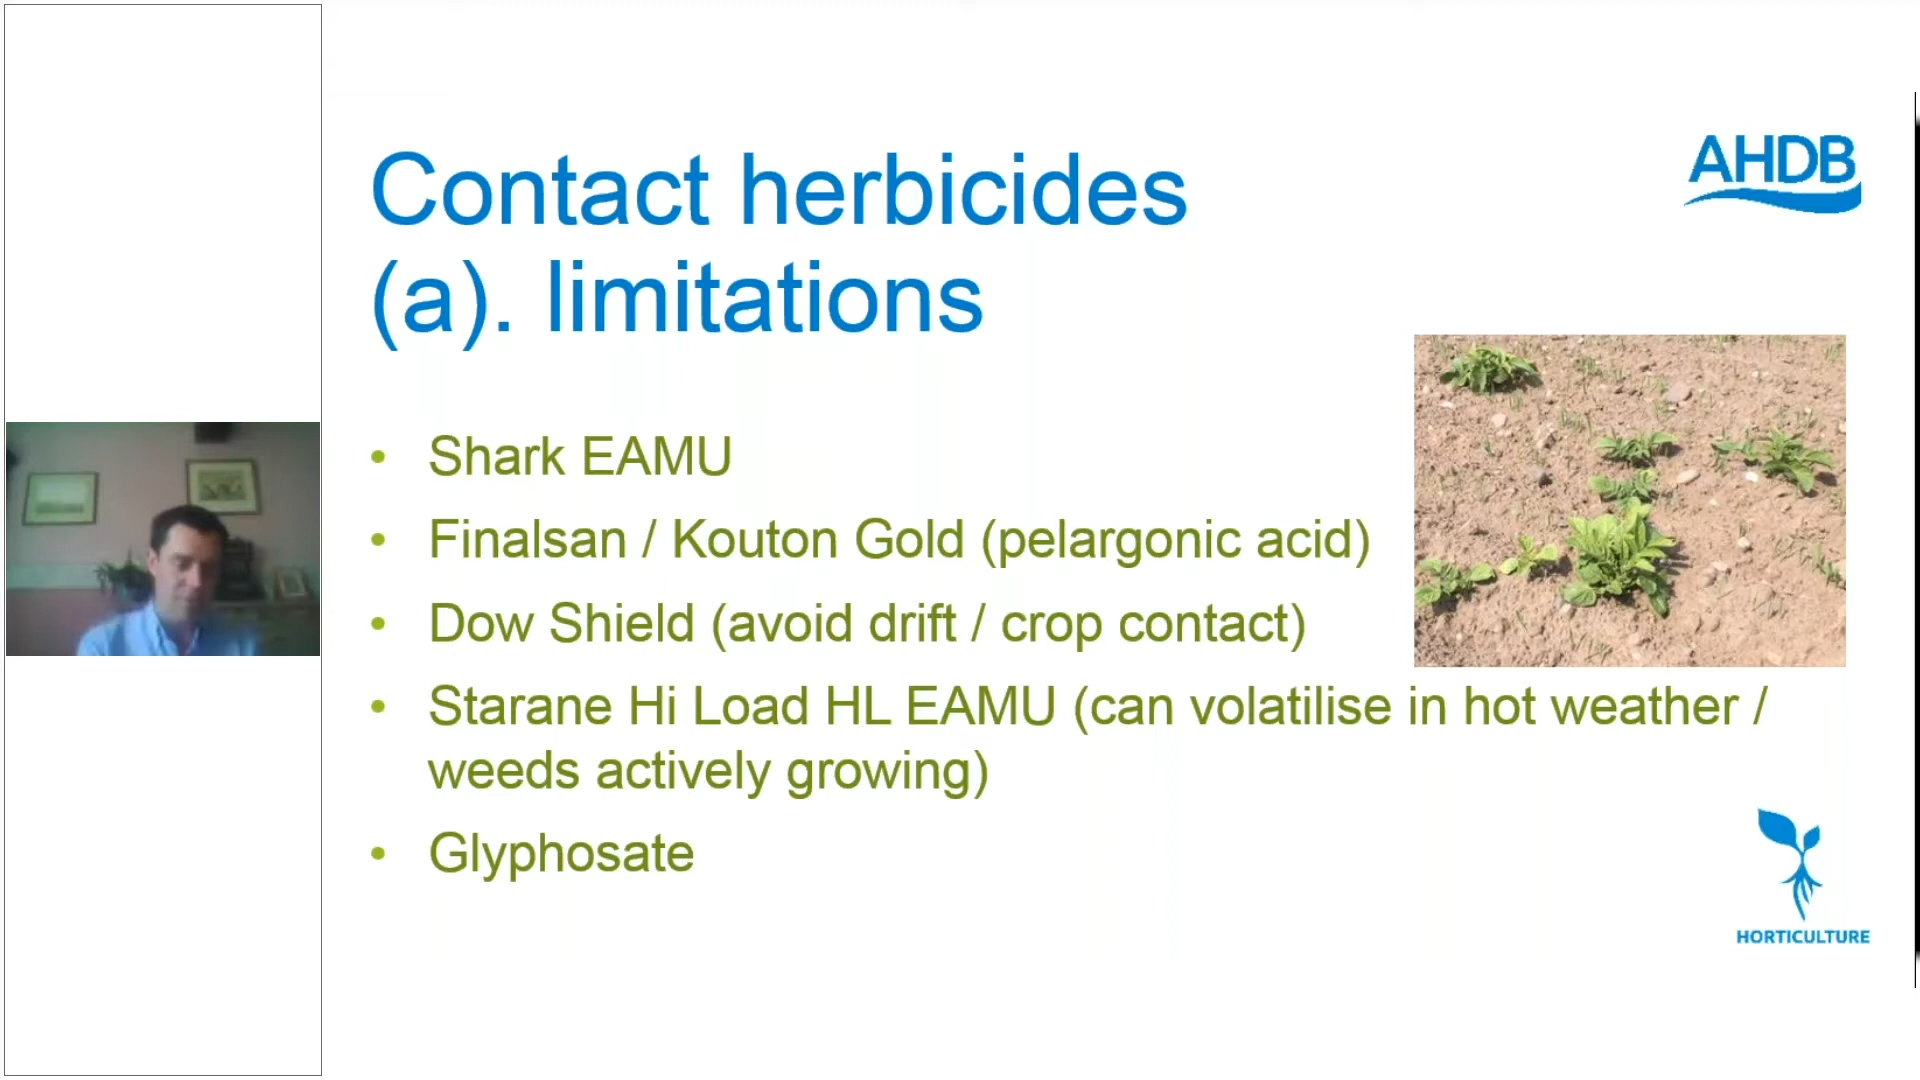 Contact herbicides
(a). limitations
AHDB
• Shark EAMU
• Finalsan / Kouton Gold (pelargonic acid)
• Dow Shield (avoid drift / crop contact)
• Starane Hi Load HL EAMU (can volatilise in hot weather /
weeds actively growing)
• Glyphosate
HORTICULTURE